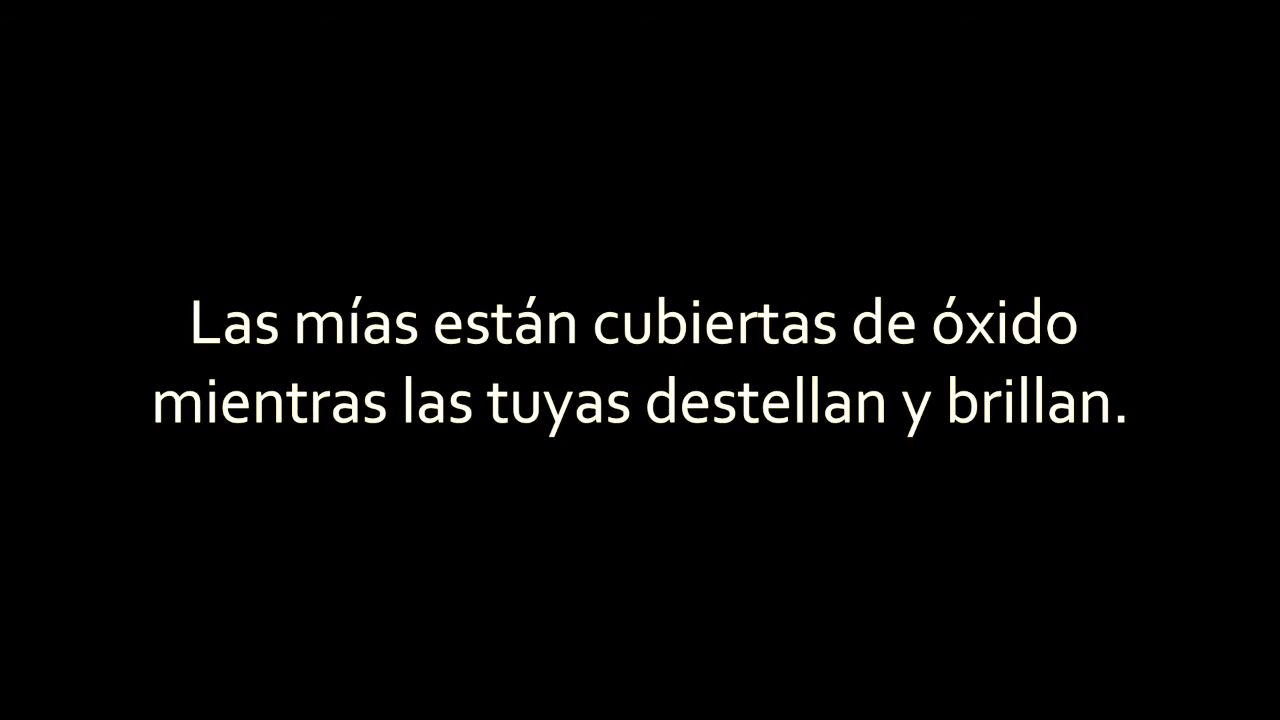 Las mías están cubiertas de óxido
mientras las tuyas destellan y brillan.